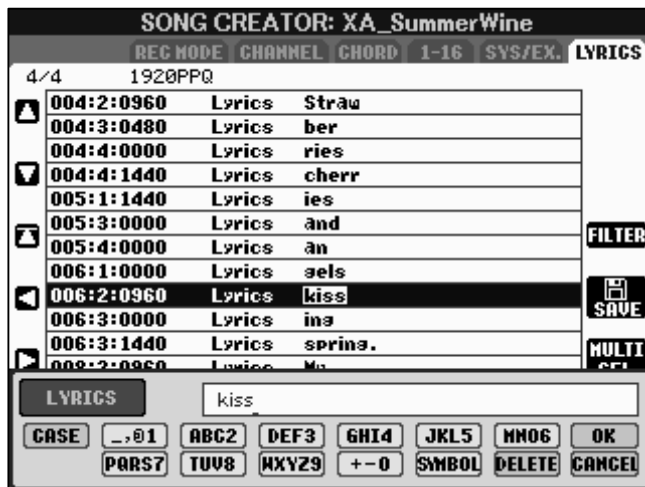 SONG CREATOR: XA_SummerWine
REC MODE CHANNEL CHORD 1-16 SYS/EX. LYRICS
4/4 1920PPQ
004:2:0960 Lyrics Straw
004:3:0480 Lyrics ber
004:4:0000 Lyrics ries
004:4:1440 Lyrics cherr
005:1:1440 Lyrics ies
005:3:0000 Lyrics and
005:4:0000 Lyrics an
FILTER
006:1:0000 Lyrics gels
006:2:0960 Lyrics kiss
SAVE
006:3:0000 Lyrics ing
006:3:1440 Lyrics spring.
MULTI
LYRICS kiss_
CASE _,@1 ABC2 DEF3 GHI4 JKL5 MNO6 OK
PQRS7 TUV8 WXYZ9 +-0 SYMBOL DELETE CANCEL